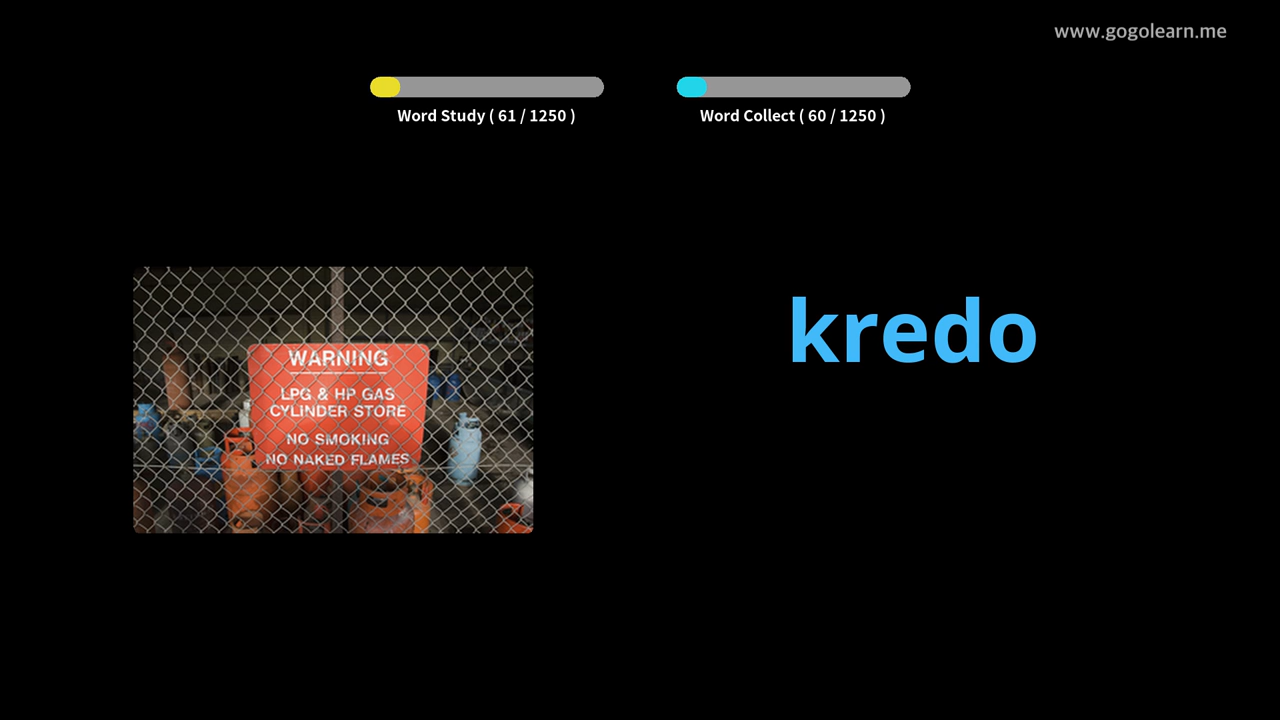 www.gogolearn.me
Word Study ( 61 / 1250 )
Word Collect ( 60 / 1250 )
WARNING
LPG & HP GAS
CYLINDER STORE
NO SMOKING
NO NAKED FLAMES
kredo